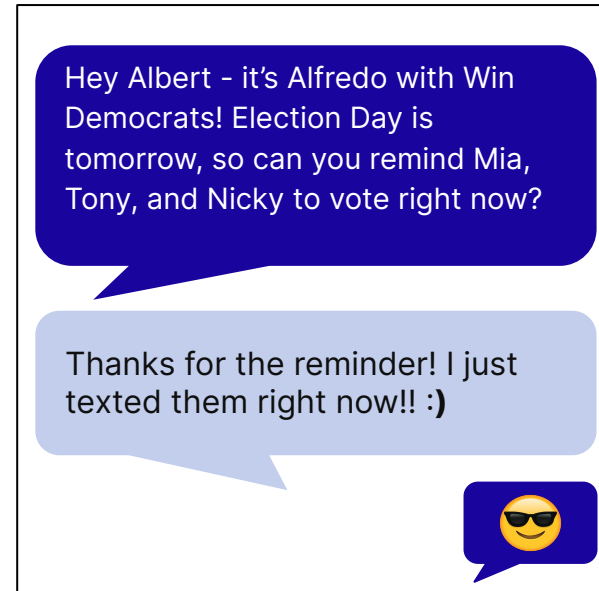 Hey Albert - it’s Alfredo with Win
Democrats! Election Day is
tomorrow, so can you remind Mia,
Tony, and Nicky to vote right now?
Thanks for the reminder! I just
texted them right now!! :)